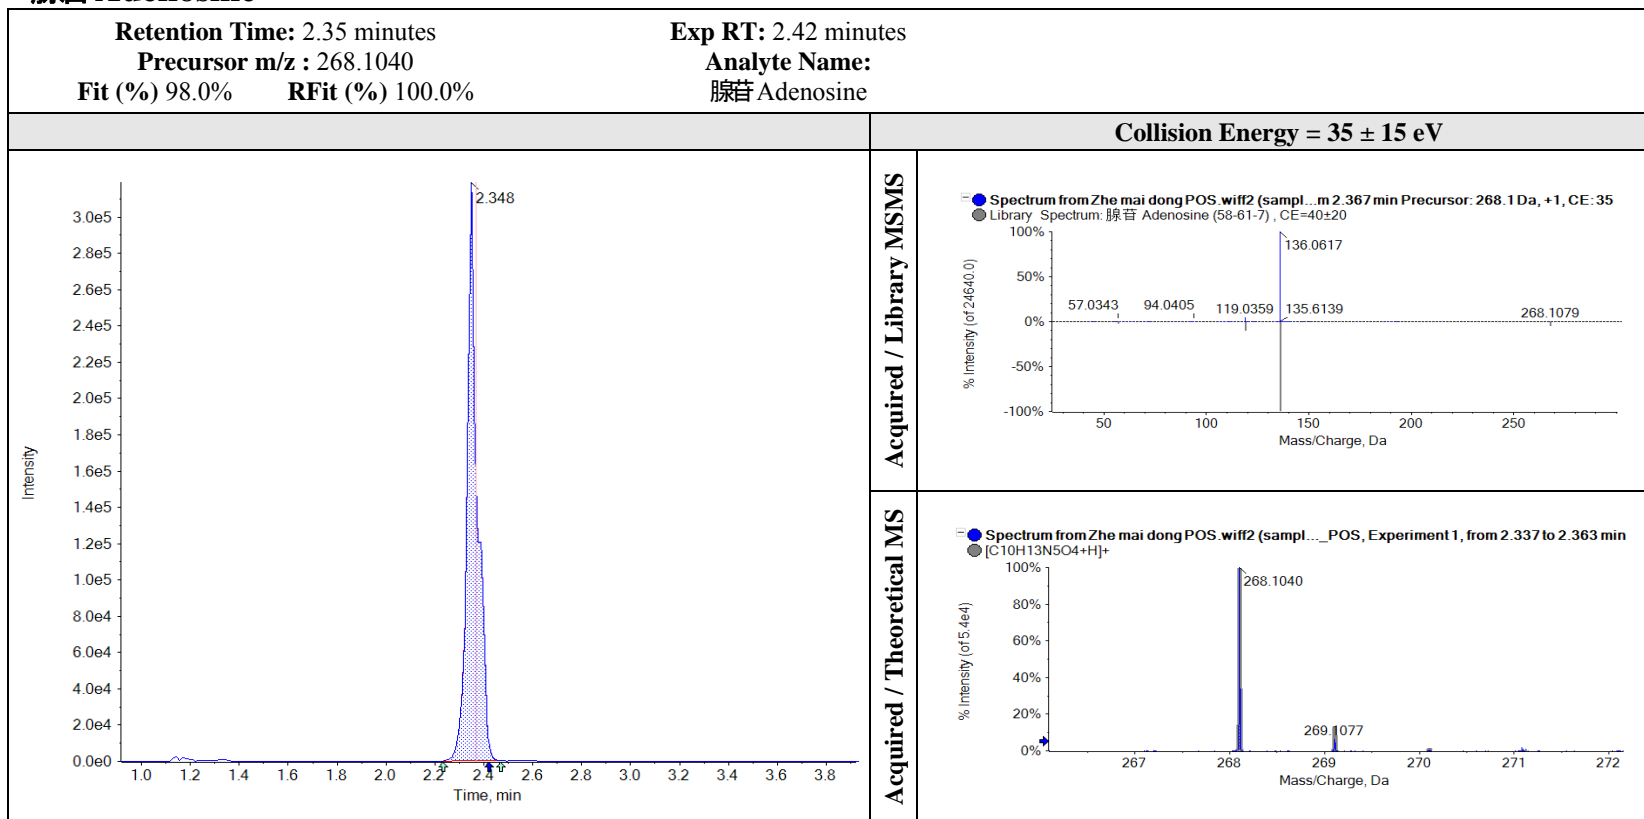 腺苷 Adenosine
Retention Time: 2.35 minutes
Exp RT: 2.42 minutes
Precursor m/z : 268.1040
Analyte Name:
Fit (%) 98.0% RFit (%) 100.0%
腺苷 Adenosine
Collision Energy = 35 ± 15 eV
2.348
3.0e5
2.8e5
2.6e5
2.4e5
2.2e5
2.0e5
1.8e5
1.6e5
1.4e5
1.2e5
1.0e5
8.0e4
6.0e4
4.0e4
2.0e4
0.0e0
Intensity
1.0 1.2 1.4 1.6 1.8 2.0 2.2 2.4 2.6 2.8 3.0 3.2 3.4 3.6 3.8
Time, min
Acquired / Library MSMS
Spectrum from Zhe mai dong POS.wiff2 (sampl...m 2.367 min Precursor: 268.1 Da, +1, CE: 35
Library Spectrum: 腺苷 Adenosine (58-61-7) , CE=40±20
100%
50%
0%
-50%
-100%
% Intensity (of 24640.0)
136.0617
57.0343 94.0405 119.0359 135.6139 268.1079
50 100 150 200 250
Mass/Charge, Da
Acquired / Theoretical MS
Spectrum from Zhe mai dong POS.wiff2 (sampl..._POS, Experiment 1, from 2.337 to 2.363 min
[C10H13N5O4+H]+
100%
80%
60%
40%
20%
0%
% Intensity (of 5.4e4)
268.1040
269.1077
267 268 269 270 271 272
Mass/Charge, Da